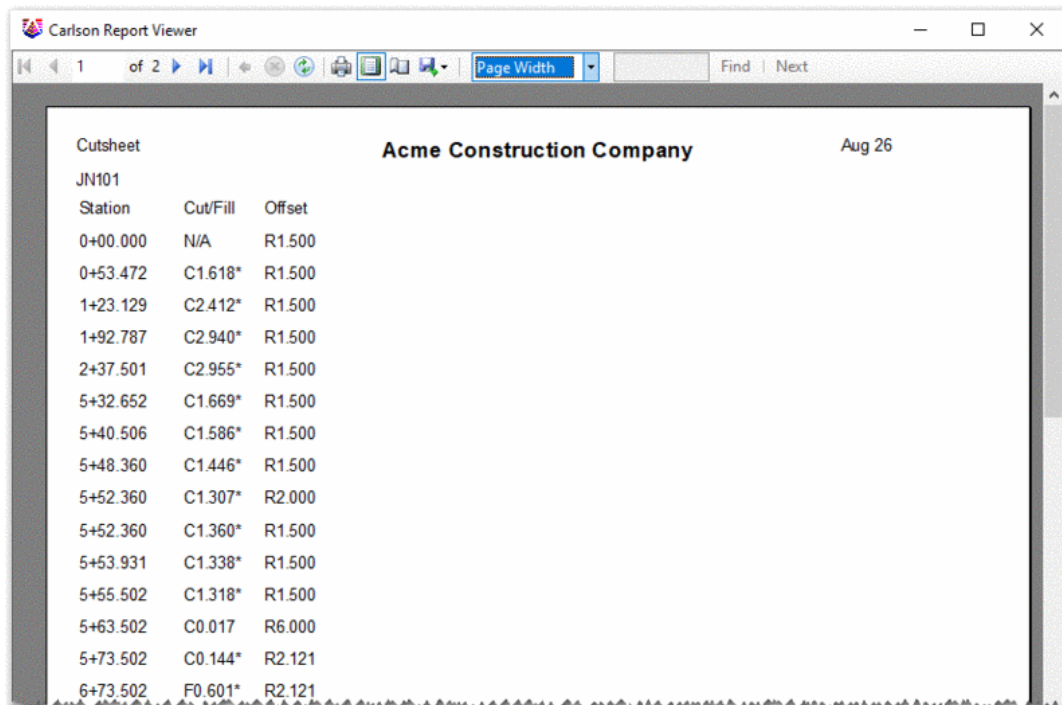 Carlson Report Viewer
1 of 2 Page Width Find Next
Cutsheet Acme Construction Company Aug 26
JN101
Station Cut/Fill Offset
0+00.000 N/A R1.500
0+53.472 C1.618* R1.500
1+23.129 C2.412* R1.500
1+92.787 C2.940* R1.500
2+37.501 C2.955* R1.500
5+32.652 C1.669* R1.500
5+40.506 C1.586* R1.500
5+48.360 C1.446* R1.500
5+52.360 C1.307* R2.000
5+52.360 C1.360* R1.500
5+53.931 C1.338* R1.500
5+55.502 C1.318* R1.500
5+63.502 C0.017 R6.000
5+73.502 C0.144* R2.121
6+73.502 F0.601* R2.121